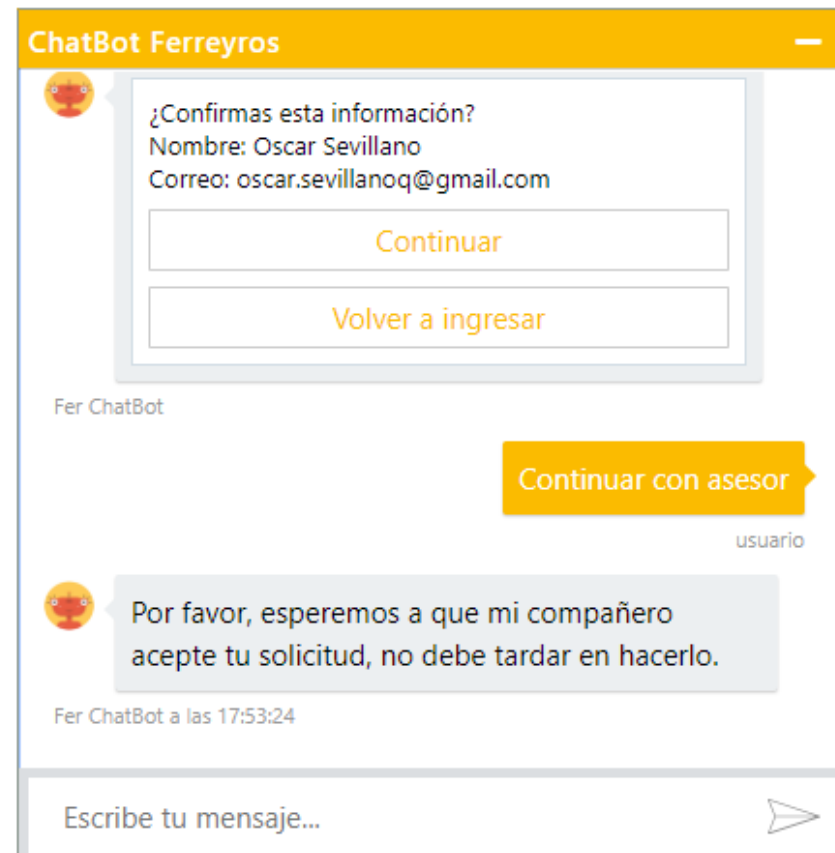 ChatBot Ferreyros
¿Confirmas esta información?
Nombre: Oscar Sevillano
Correo: oscar.sevillanoq@gmail.com
Continuar
Volver a ingresar
Fer ChatBot
Continuar con asesor
usuario
Por favor, esperemos a que mi compañero
acepte tu solicitud, no debe tardar en hacerlo.
Fer ChatBot a las 17:53:24
Escribe tu mensaje...